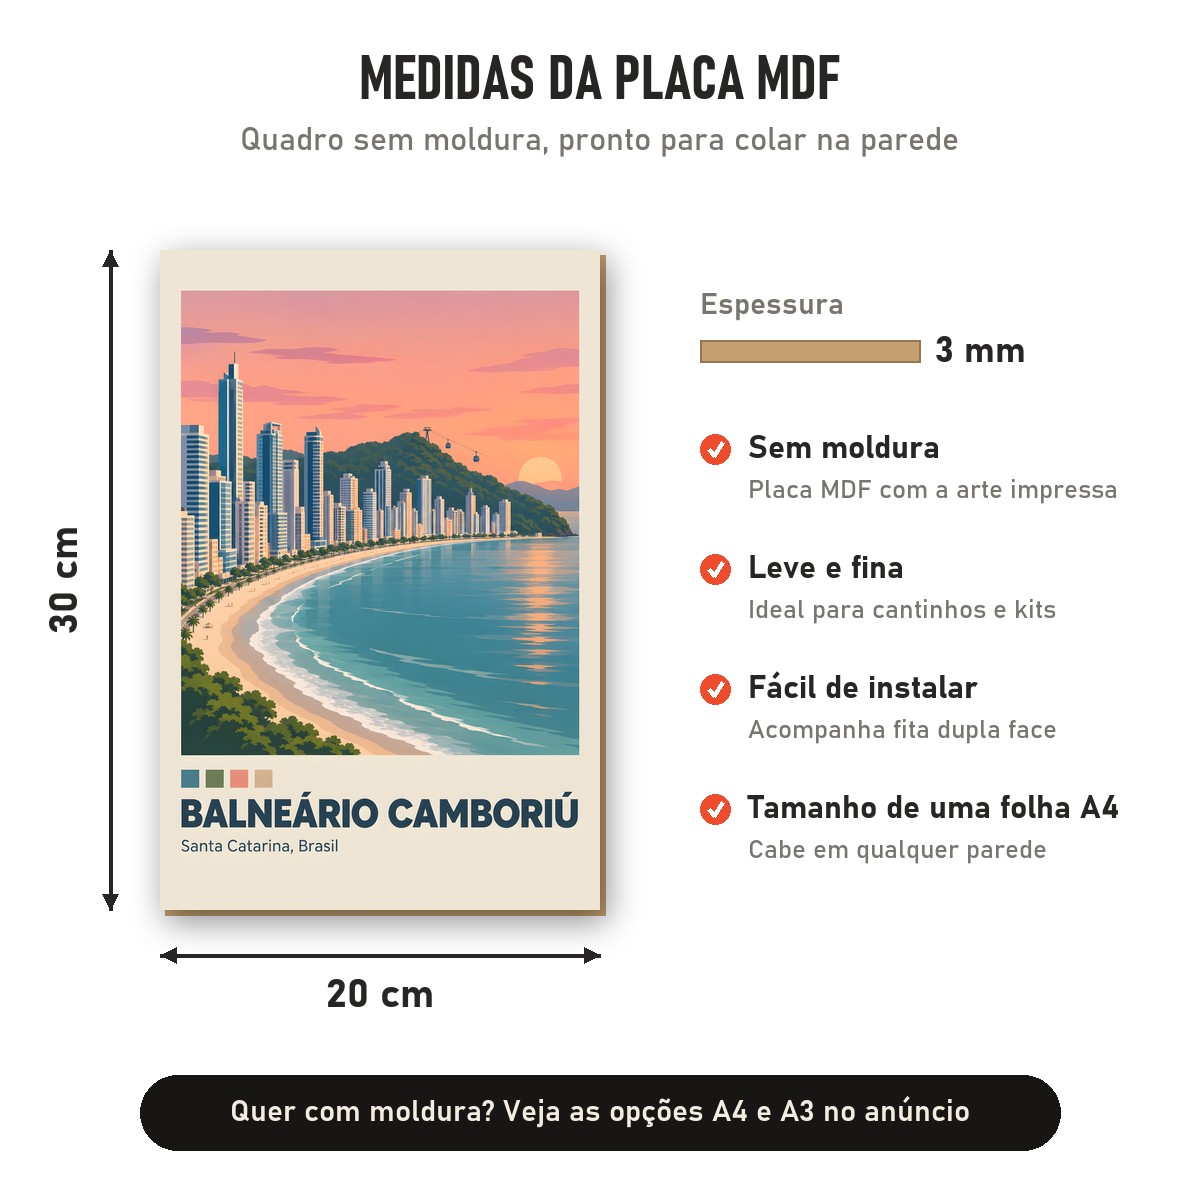 MEDIDAS DA PLACA MDF
Quadro sem moldura, pronto para colar na parede
30 cm
BALNEÁRIO CAMBORIÚ
Santa Catarina, Brasil
20 cm
Espessura
3 mm
Sem moldura
Placa MDF com a arte impressa
Leve e fina
Ideal para cantinhos e kits
Fácil de instalar
Acompanha fita dupla face
Tamanho de uma folha A4
Cabe em qualquer parede
Quer com moldura? Veja as opções A4 e A3 no anúncio